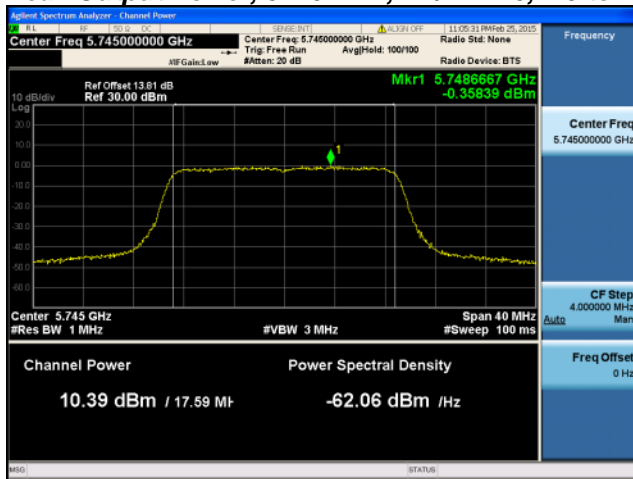 Agilent Spectrum Analyzer - Channel Power
RL RF 50 Ω DC SENSE:INT ALIGN OFF 11:05:31 PM Feb 25, 2015
Center Freq 5.745000000 GHz
Center Freq: 5.745000000 GHz Radio Std: None
Trig: Free Run Avg|Hold: 100/100
#IFGain:Low #Atten: 20 dB Radio Device: BTS
Ref Offset 13.81 dB Mkr1 5.7486667 GHz
10 dB/div Ref 30.00 dBm -0.35839 dBm
Log
20.0
10.0
0.00
-10.0
-20.0
-30.0
-40.0
-50.0
-60.0
1
Center 5.745 GHz Span 40 MHz
#Res BW 1 MHz #VBW 3 MHz #Sweep 100 ms
Channel Power Power Spectral Density
10.39 dBm / 17.59 MH -62.06 dBm /Hz
MSG STATUS
Frequency
Center Freq
5.745000000 GHz
CF Step
4.000000 MHz
Auto Man
Freq Offset
0 Hz